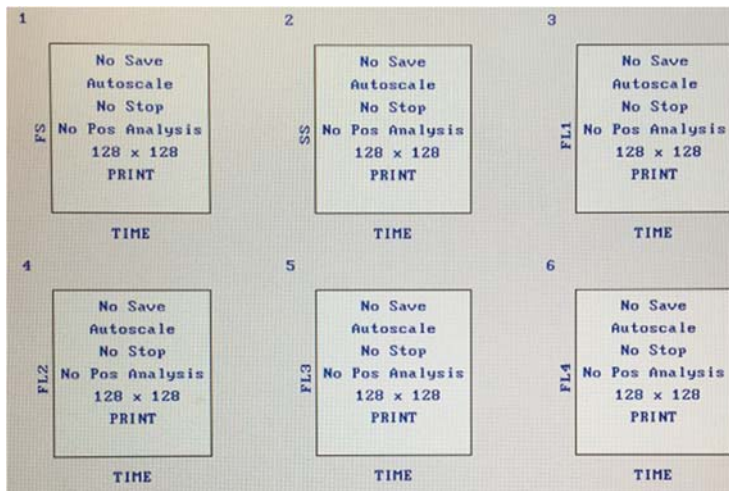 1
FS
No Save
Autoscale
No Stop
No Pos Analysis
128 x 128
PRINT
TIME
2
SS
No Save
Autoscale
No Stop
No Pos Analysis
128 x 128
PRINT
TIME
3
FL1
No Save
Autoscale
No Stop
No Pos Analysis
128 x 128
PRINT
TIME
4
FL2
No Save
Autoscale
No Stop
No Pos Analysis
128 x 128
PRINT
TIME
5
FL3
No Save
Autoscale
No Stop
No Pos Analysis
128 x 128
PRINT
TIME
6
FL4
No Save
Autoscale
No Stop
No Pos Analysis
128 x 128
PRINT
TIME